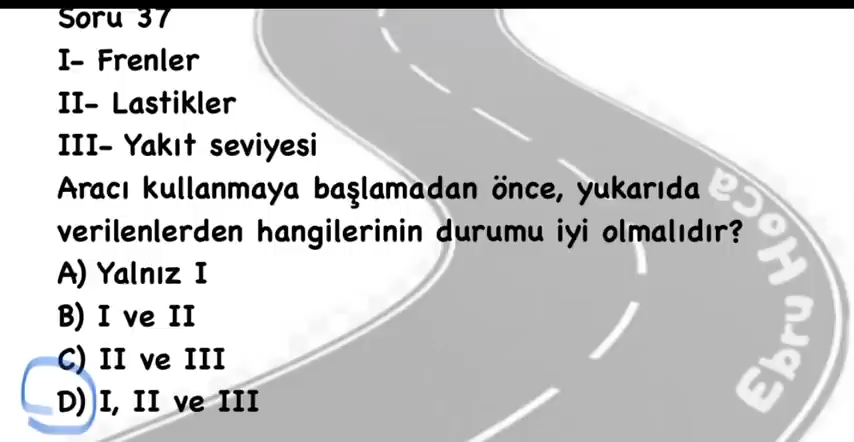 Soru 37
I- Frenler
II- Lastikler
III- Yakıt seviyesi
Aracı kullanmaya başlamadan önce, yukarıda
verilenlerden hangilerinin durumu iyi olmalıdır?
A) Yalnız I
B) I ve II
C) II ve III
D) I, II ve III
Ebru Hoca